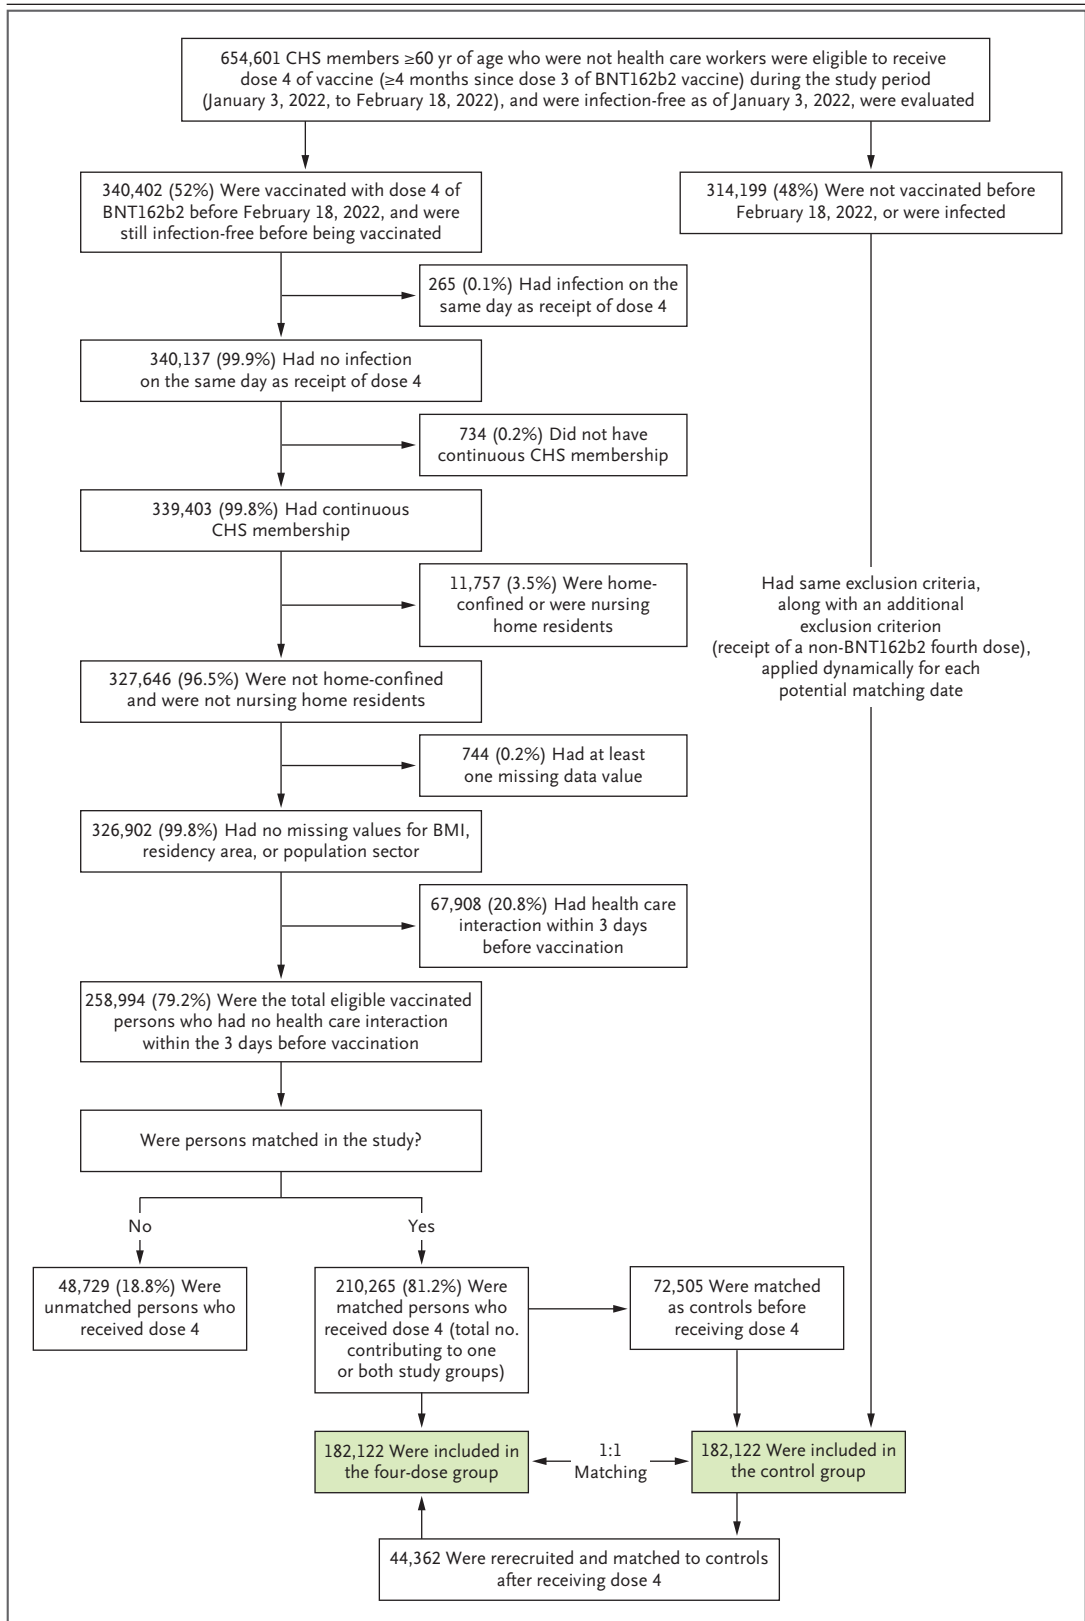 654,601 CHS members ≥60 yr of age who were not health care workers were eligible to receive
dose 4 of vaccine (≥4 months since dose 3 of BNT162b2 vaccine) during the study period
(January 3, 2022, to February 18, 2022), and were infection-free as of January 3, 2022, were evaluated
340,402 (52%) Were vaccinated with dose 4 of
BNT162b2 before February 18, 2022, and were
still infection-free before being vaccinated
314,199 (48%) Were not vaccinated before
February 18, 2022, or were infected
265 (0.1%) Had infection on the
same day as receipt of dose 4
340,137 (99.9%) Had no infection
on the same day as receipt of dose 4
734 (0.2%) Did not have
continuous CHS membership
339,403 (99.8%) Had continuous
CHS membership
11,757 (3.5%) Were home-
confined or were nursing
home residents
Had same exclusion criteria,
along with an additional
exclusion criterion
(receipt of a non-BNT162b2 fourth dose),
applied dynamically for each
potential matching date
327,646 (96.5%) Were not home-confined
and were not nursing home residents
744 (0.2%) Had at least
one missing data value
326,902 (99.8%) Had no missing values for BMI,
residency area, or population sector
67,908 (20.8%) Had health care
interaction within 3 days
before vaccination
258,994 (79.2%) Were the total eligible vaccinated
persons who had no health care interaction
within the 3 days before vaccination
Were persons matched in the study?
No
Yes
48,729 (18.8%) Were
unmatched persons who
received dose 4
210,265 (81.2%) Were
matched persons who
received dose 4 (total no.
contributing to one
or both study groups)
72,505 Were matched
as controls before
receiving dose 4
182,122 Were included in
the four-dose group
1:1
Matching
182,122 Were included in
the control group
44,362 Were rerecruited and matched to controls
after receiving dose 4